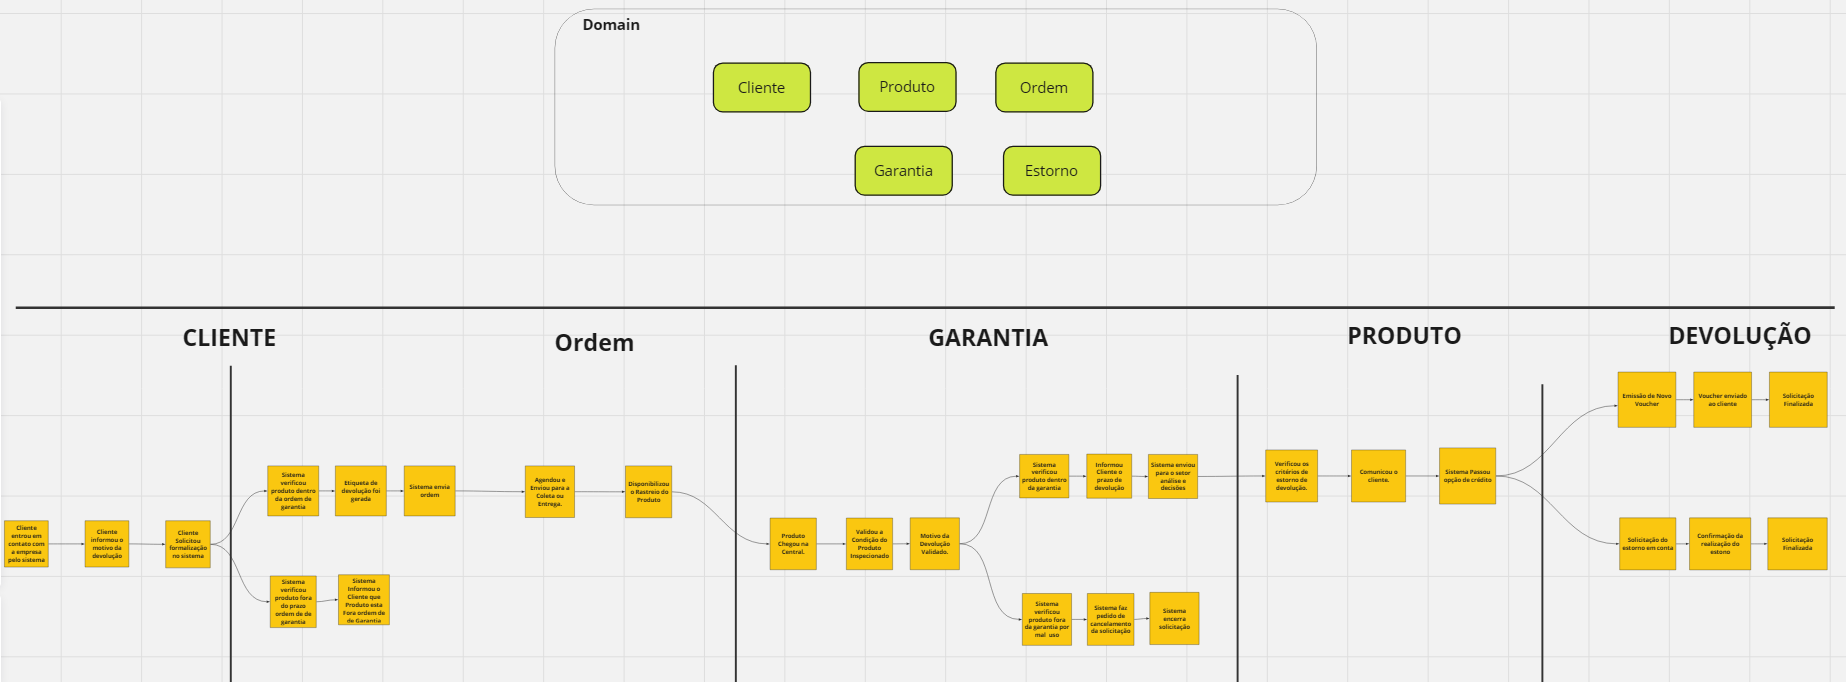 Domain
Cliente
Produto
Ordem
Garantia
Estorno
CLIENTE
Ordem
GARANTIA
PRODUTO
DEVOLUÇÃO
Cliente
entrou em
contato com
a empresa
pelo sistema
Cliente
informou o
motivo da
devolução
Cliente
Solicitou
formalização
no sistema
Sistema
verificou
produto dentro
da ordem de
garantia
Etiqueta de
devolução foi
gerada
Sistema envia
ordem
Agendou e
Enviou para a
Coleta ou
Entrega.
Disponibilizou
o Rastreio do
Produto
Sistema
verificou
produto fora
do prazo
ordem de de
garantia
Sistema
Informou o
Cliente que
Produto esta
Fora ordem de
de Garantia
Produto
Chegou na
Central.
Validou a
Condição do
Produto
Inspecionado
Motivo da
Devolução
Validado.
Sistema
verificou
produto dentro
da garantia
Informou
Cliente o
prazo de
devolução
Sistema enviou
para o setor
análise e
decisões
Sistema
verificou
produto fora
da garantia por
mal uso
Sistema faz
pedido de
cancelamento
da solicitação
Sistema
encerra
solicitação
Verificou os
critérios de
estorno de
devolução.
Comunicou o
cliente.
Sistema Passou
opção de crédito
Emissão de Novo
Voucher
Voucher enviado
ao cliente
Solicitação
Finalizada
Solicitação do
estorno em conta
Confirmação da
realização do
estono
Solicitação
Finalizada